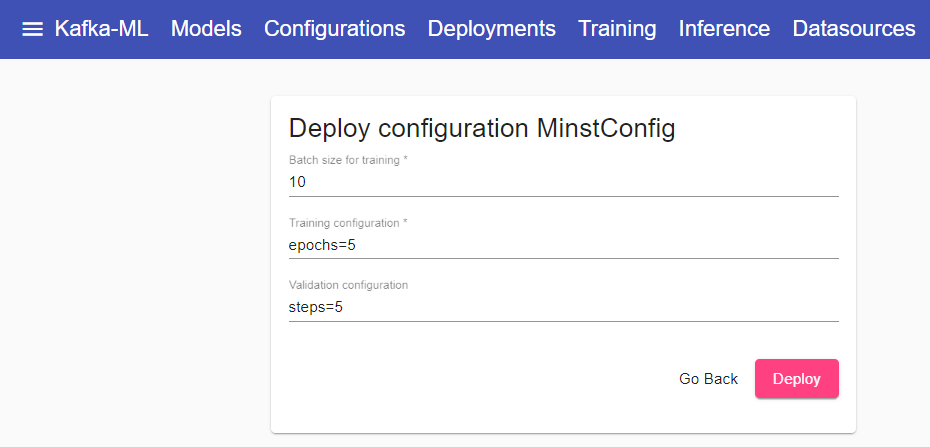 Kafka-ML Models Configurations Deployments Training Inference Datasources
Deploy configuration MinstConfig
Batch size for training *
10
Training configuration *
epochs=5
Validation configuration
steps=5
Go Back Deploy